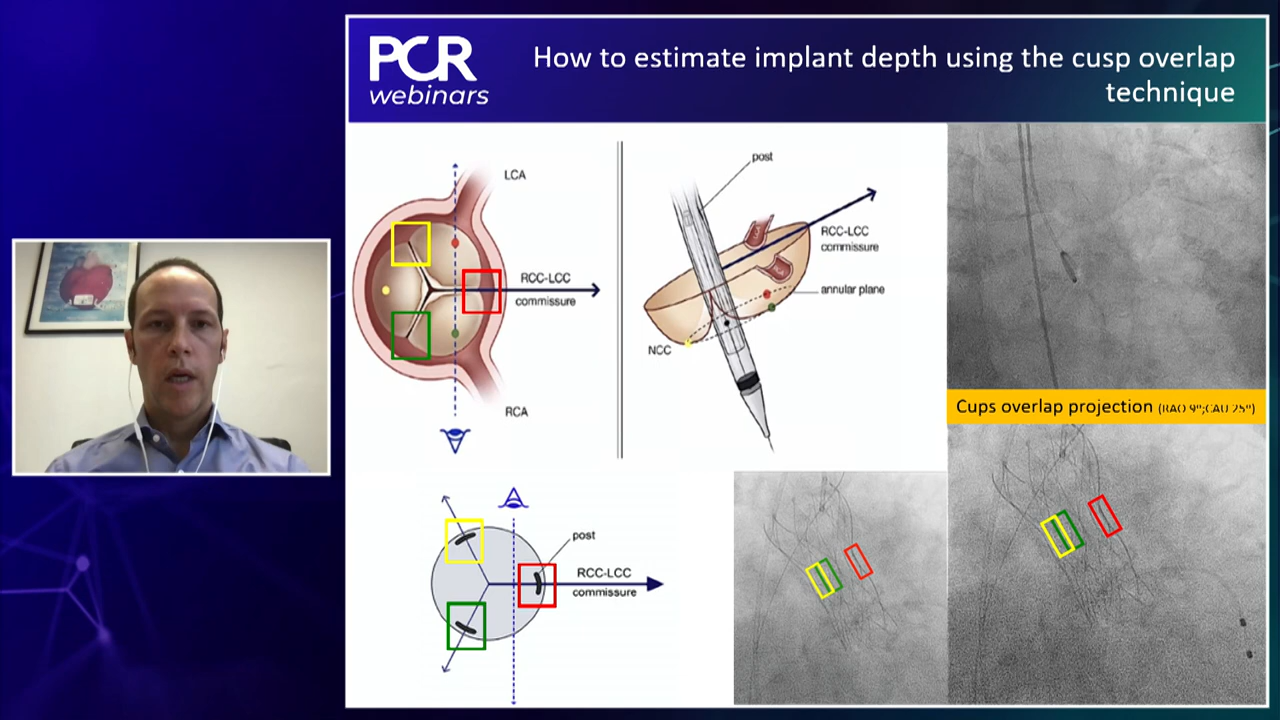 PCR
webinars
How to estimate implant depth using the cusp overlap
technique
LCA
RCC-LCC
commissure
RCA
post
RCC-LCC
commissure
annular plane
NCC
Cups overlap projection (RAO 9º;CAU 25º)
post
RCC-LCC
commissure